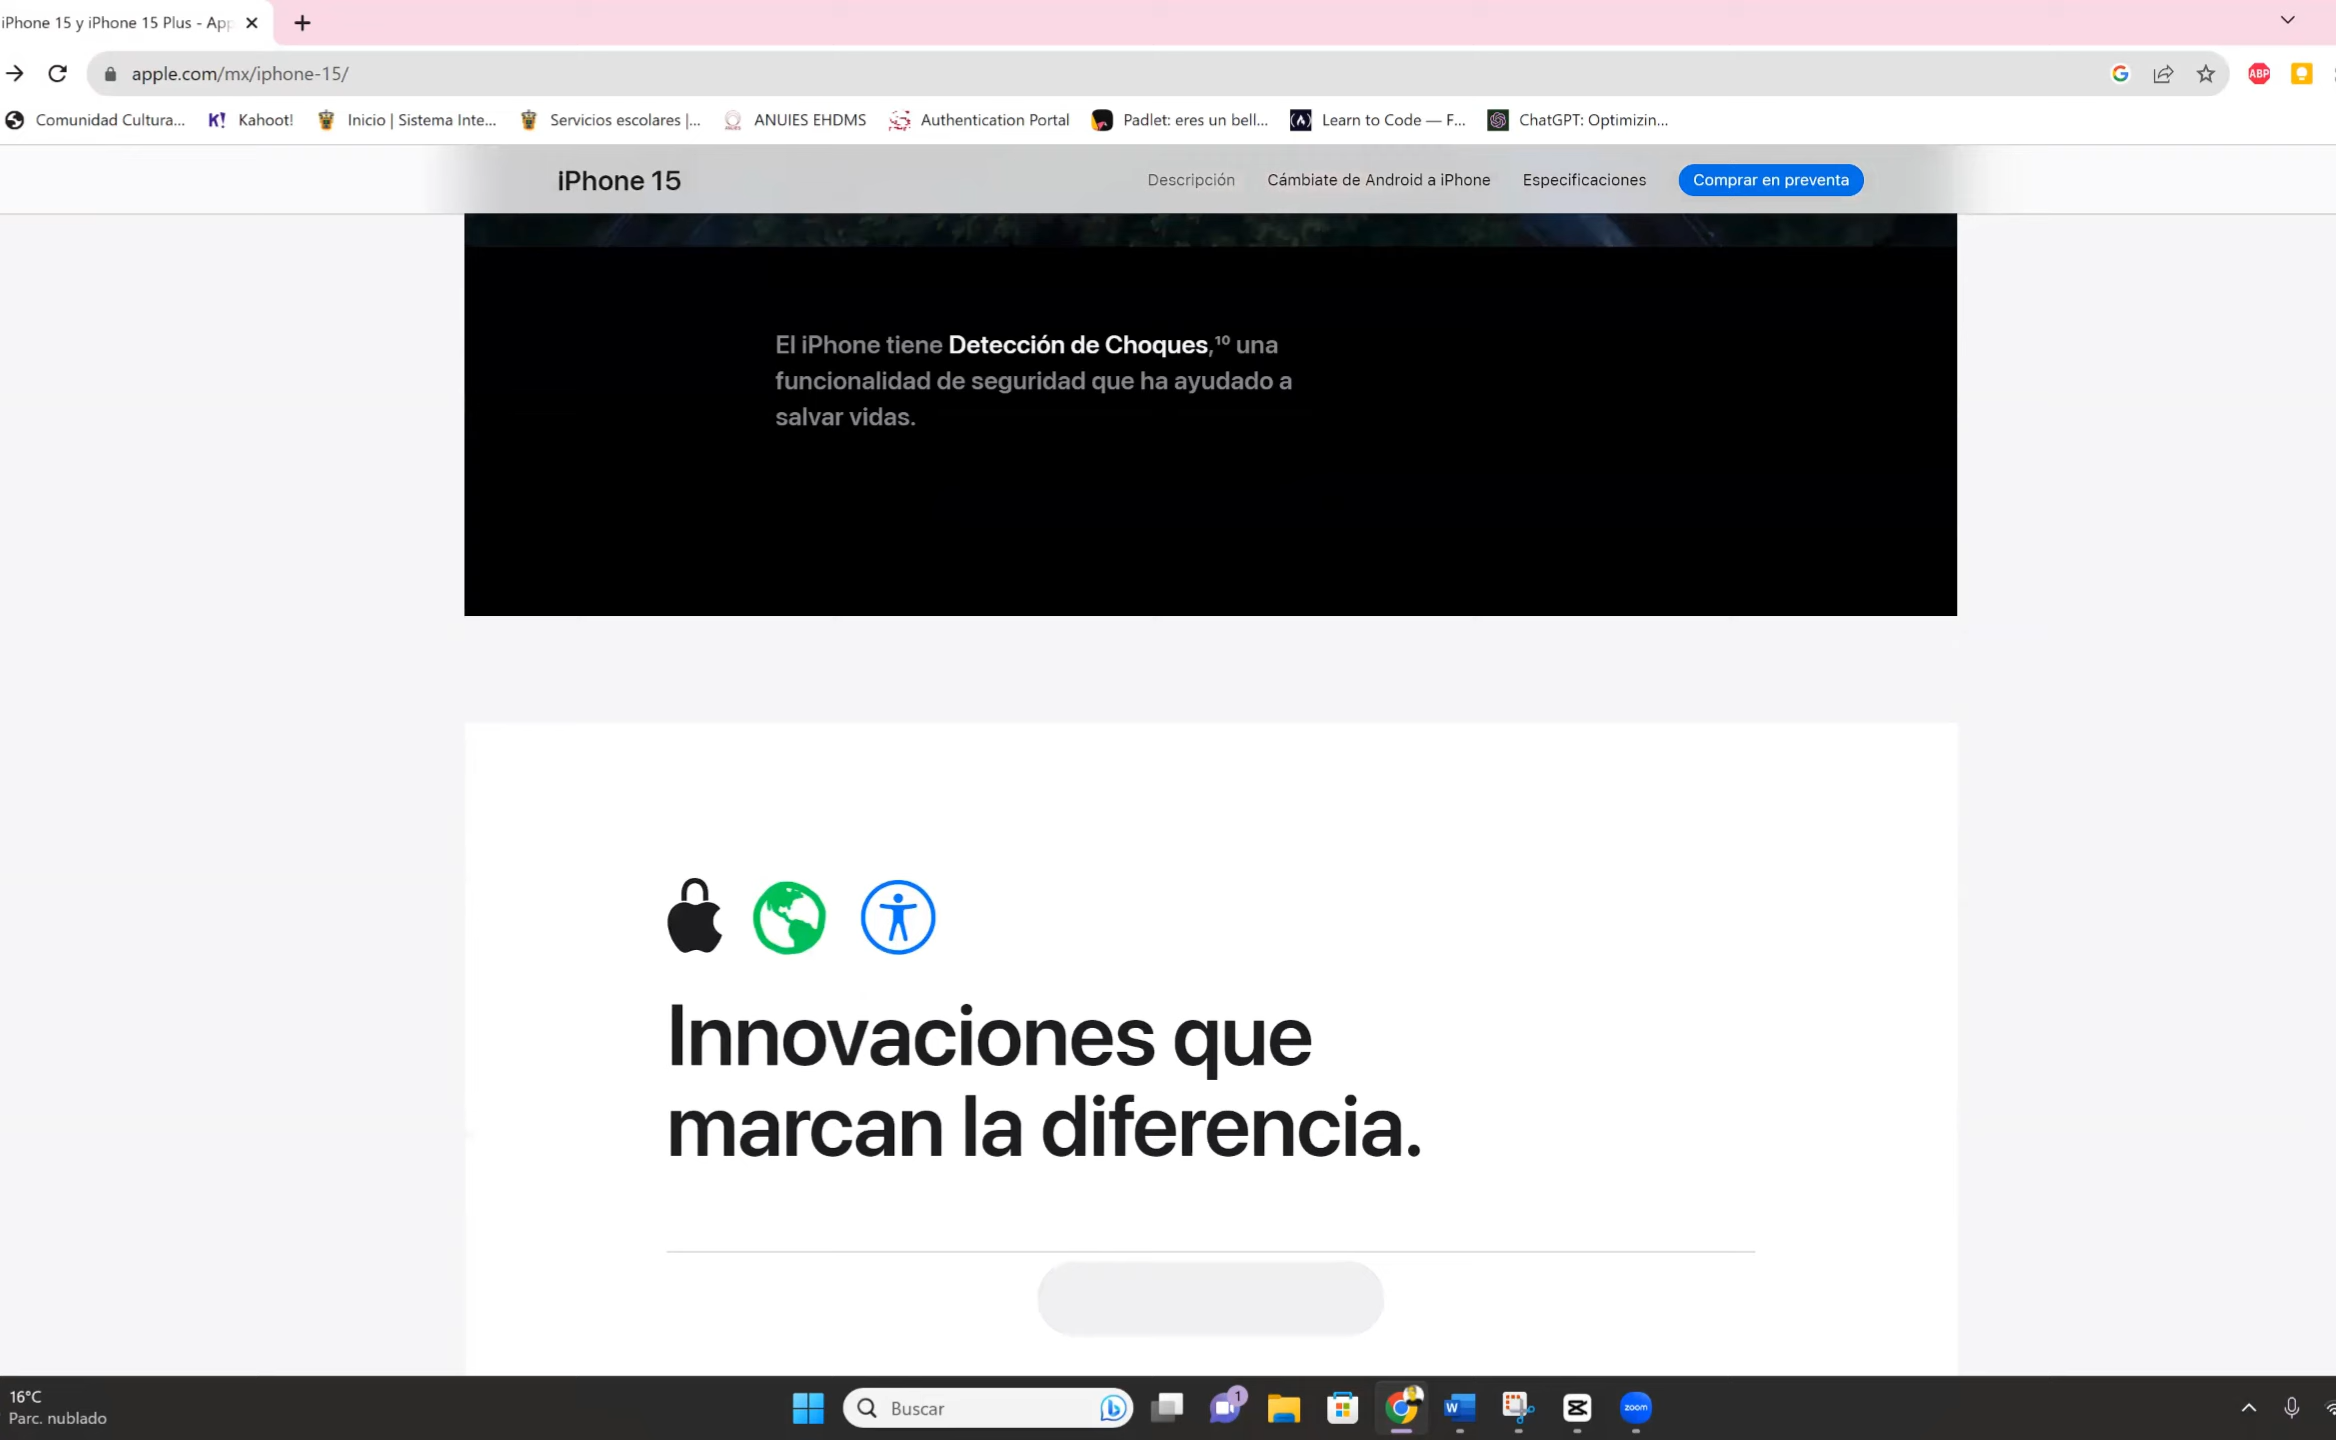 iPhone 15 y iPhone 15 Plus - App
apple.com/mx/iphone-15/
ABP
Comunidad Cultura...
K! Kahoot!
Inicio | Sistema Inte...
Servicios escolares |...
ANUIES EHDMS
Authentication Portal
Padlet: eres un bell...
Learn to Code — F...
ChatGPT: Optimizin...
iPhone 15
Descripción
Cámbiate de Android a iPhone
Especificaciones
Comprar en preventa
El iPhone tiene Detección de Choques,¹⁰ una
funcionalidad de seguridad que ha ayudado a
salvar vidas.
Innovaciones que
marcan la diferencia.
16°C
Parc. nublado
Buscar
1
W
zoom